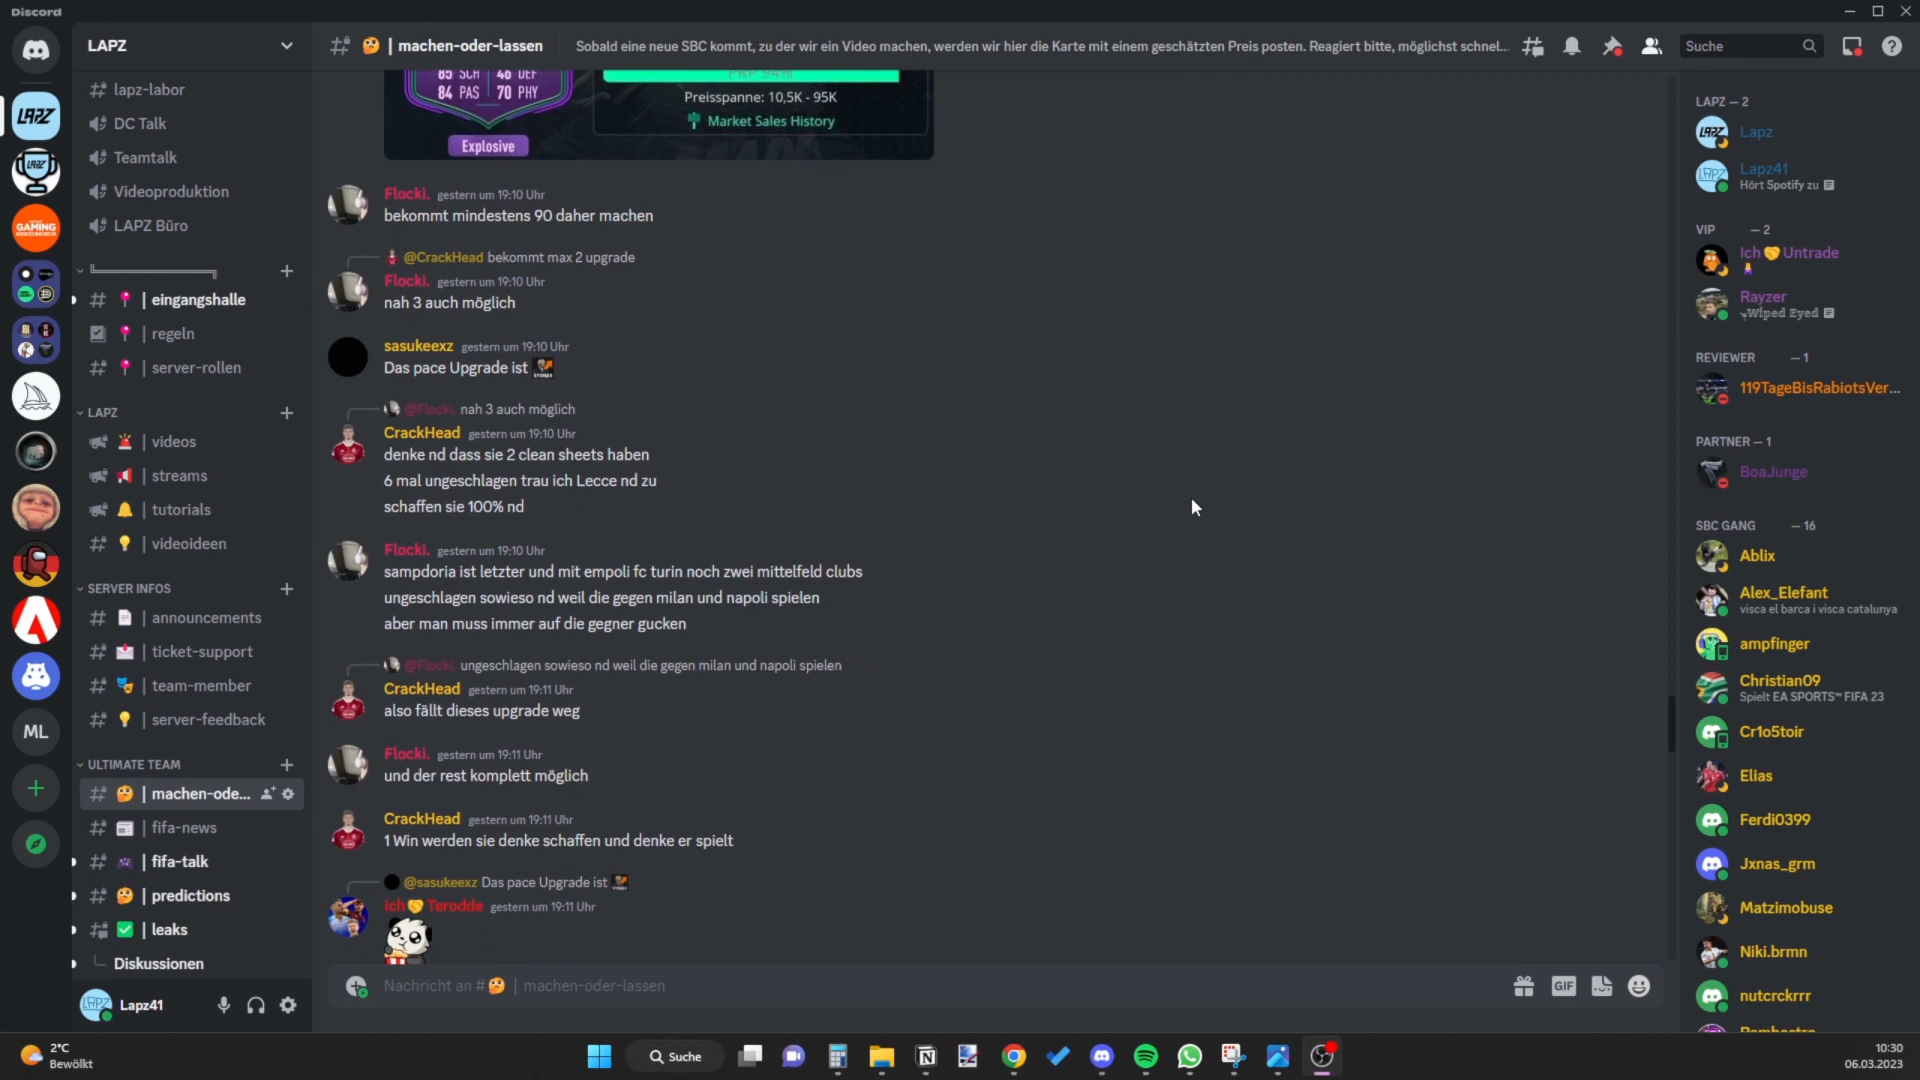 Discord
LAPZ
| machen-oder-lassen
Sobald eine neue SBC kommt, zu der wir ein Video machen, werden wir hier die Karte mit einem geschätzten Preis posten. Reagiert bitte, möglichst schnel...
Suche
lapz-labor
DC Talk
Teamtalk
Videoproduktion
LAPZ Büro
| eingangshalle
| regeln
| server-rollen
LAPZ
| videos
| streams
| tutorials
| videoideen
SERVER INFOS
| announcements
| ticket-support
| team-member
| server-feedback
ULTIMATE TEAM
| machen-ode...
| fifa-news
| fifa-talk
| predictions
| leaks
Diskussionen
Lapz41
LAPZ
GAMING
ML
85 SCH 46 DEF
84 PAS 70 PHY
Explosive
PRP 94%
Preisspanne: 10,5K - 95K
Market Sales History
Flocki. gestern um 19:10 Uhr
bekommt mindestens 90 daher machen
@CrackHead bekommt max 2 upgrade
Flocki. gestern um 19:10 Uhr
nah 3 auch möglich
sasukeexz gestern um 19:10 Uhr
Das pace Upgrade ist
@Flocki. nah 3 auch möglich
CrackHead gestern um 19:10 Uhr
denke nd dass sie 2 clean sheets haben
6 mal ungeschlagen trau ich Lecce nd zu
schaffen sie 100% nd
Flocki. gestern um 19:10 Uhr
sampdoria ist letzter und mit empoli fc turin noch zwei mittelfeld clubs
ungeschlagen sowieso nd weil die gegen milan und napoli spielen
aber man muss immer auf die gegner gucken
@Flocki. ungeschlagen sowieso nd weil die gegen milan und napoli spielen
CrackHead gestern um 19:11 Uhr
also fällt dieses upgrade weg
Flocki. gestern um 19:11 Uhr
und der rest komplett möglich
CrackHead gestern um 19:11 Uhr
1 Win werden sie denke schaffen und denke er spielt
@sasukeexz Das pace Upgrade ist
ich Terodde gestern um 19:11 Uhr
Nachricht an # | machen-oder-lassen
GIF
LAPZ — 2
Lapz
Lapz41
Hört Spotify zu
VIP — 2
Ich Untrade
Rayzer
Wiped Eyed
REVIEWER — 1
119TageBisRabiotsVer...
PARTNER — 1
BoaJunge
SBC GANG — 16
Ablix
Alex_Elefant
visca el barca i visca catalunya
ampfinger
Christian09
Spielt EA SPORTS™ FIFA 23
Cr1o5toir
Elias
Ferdi0399
Jxnas_grm
Matzimobuse
Niki.brmn
nutcrckrrr
2°C
Bewölkt
Suche
10:30
06.03.2023